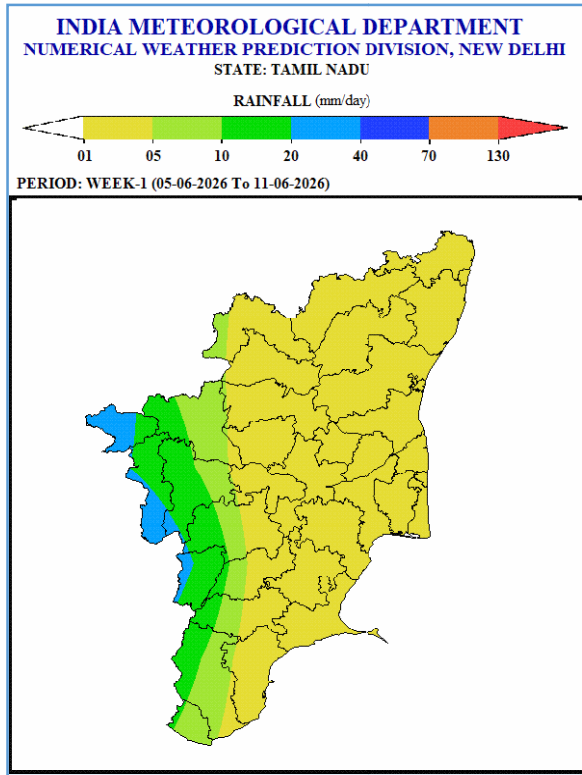 INDIA METEOROLOGICAL DEPARTMENT
NUMERICAL WEATHER PREDICTION DIVISION, NEW DELHI
STATE: TAMIL NADU
RAINFALL (mm/day)
01 05 10 20 40 70 130
PERIOD: WEEK-1 (05-06-2026 To 11-06-2026)